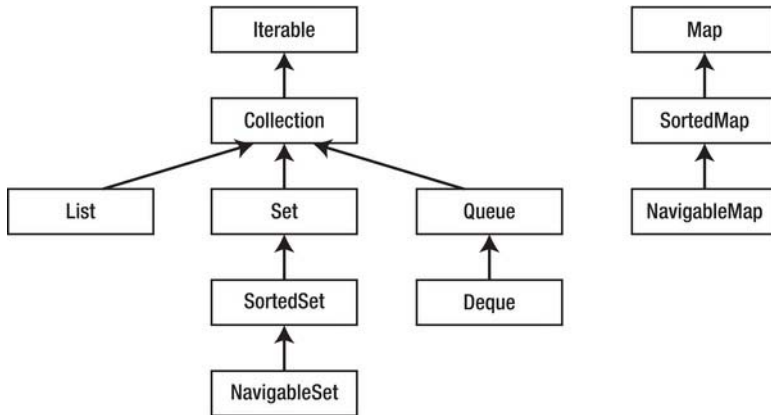 Iterable
Map
Collection
SortedMap
List
Set
Queue
NavigableMap
SortedSet
Deque
NavigableSet